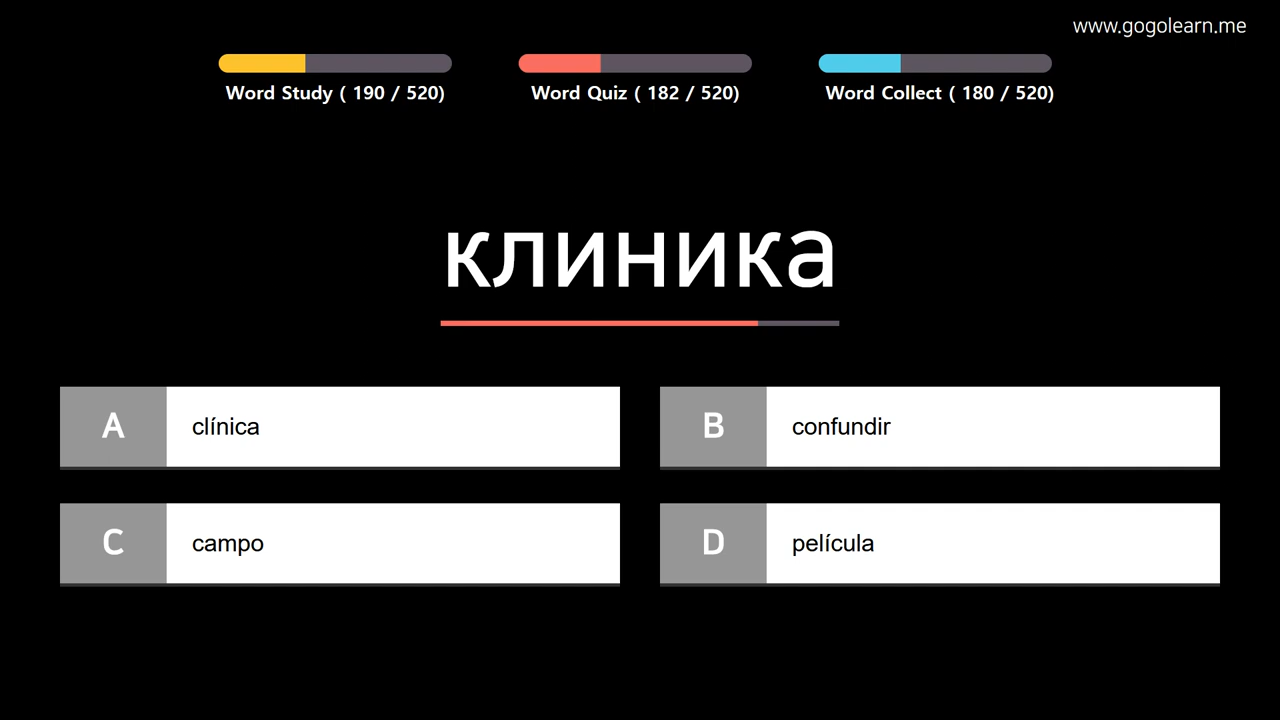 www.gogolearn.me
Word Study ( 190 / 520)
Word Quiz ( 182 / 520)
Word Collect ( 180 / 520)
клиника
A clínica
B confundir
C campo
D película